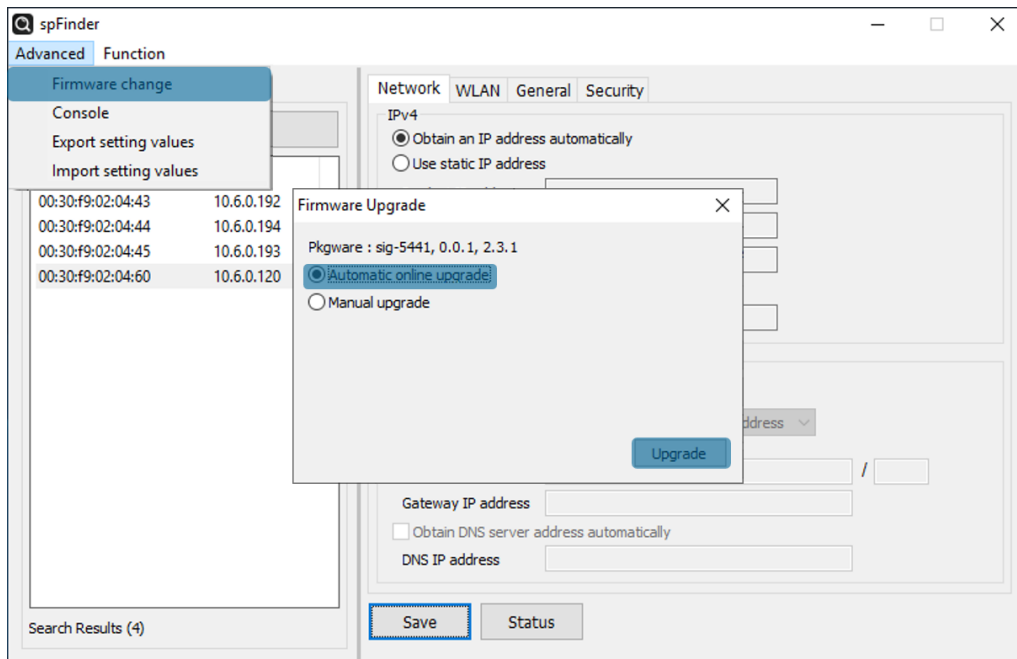 spFinder
Advanced Function
Firmware change
Console
Export setting values
Import setting values
00:30:f9:02:04:43 10.6.0.192
00:30:f9:02:04:44 10.6.0.194
00:30:f9:02:04:45 10.6.0.193
00:30:f9:02:04:60 10.6.0.120
Search Results (4)
Network WLAN General Security
IPv4
Obtain an IP address automatically
Use static IP address
Firmware Upgrade
Pkgware : sig-5441, 0.0.1, 2.3.1
Automatic online upgrade
Manual upgrade
Upgrade
/
Gateway IP address
Obtain DNS server address automatically
DNS IP address
Save Status